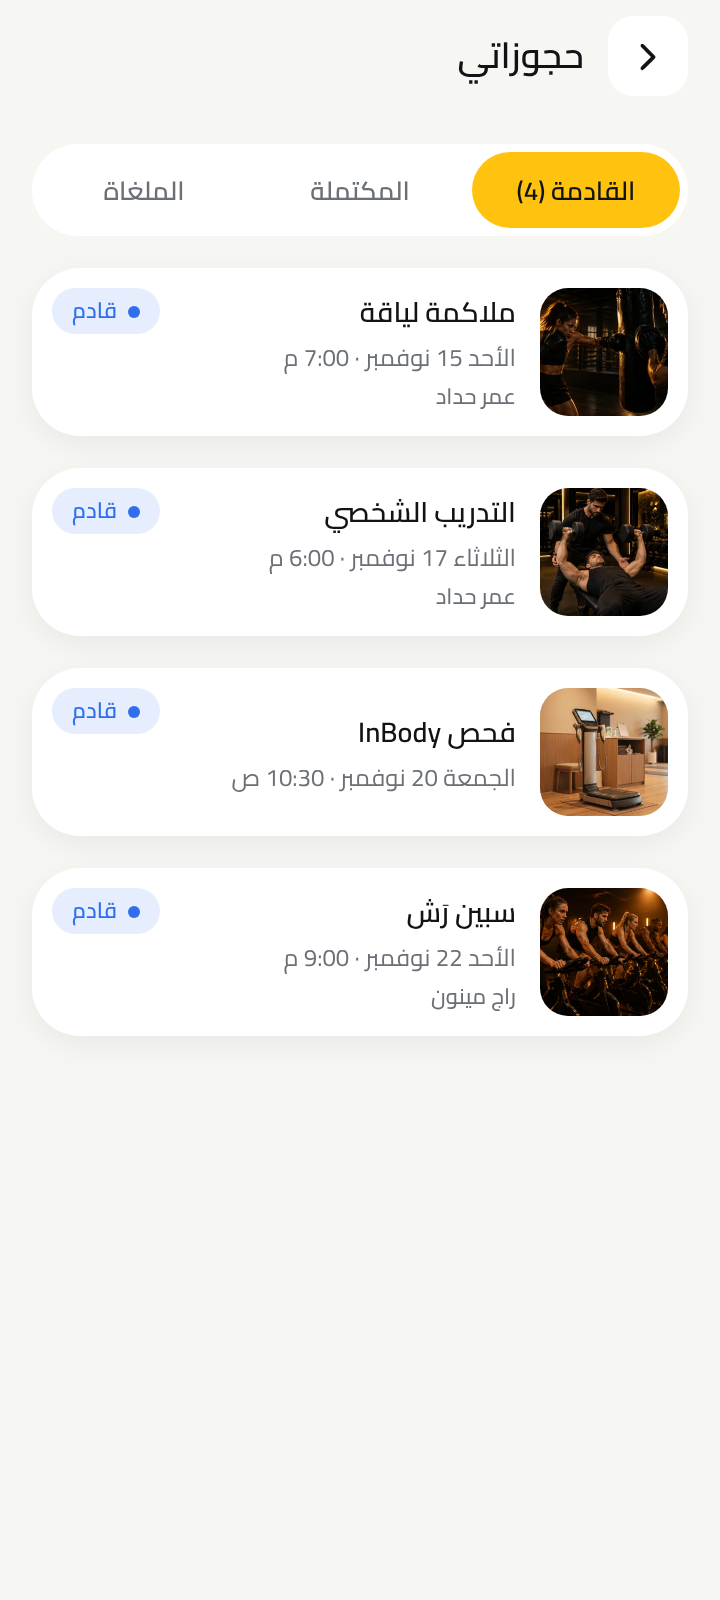 حجوزاتي
القادمة (4)
المكتملة
الملغاة
ملاكمة لياقة
قادم
الأحد 15 نوفمبر · 7:00 م
عمر حداد
التدريب الشخصي
قادم
الثلاثاء 17 نوفمبر · 6:00 م
عمر حداد
فحص InBody
قادم
الجمعة 20 نوفمبر · 10:30 ص
سبين رَش
قادم
الأحد 22 نوفمبر · 9:00 م
راج مينون